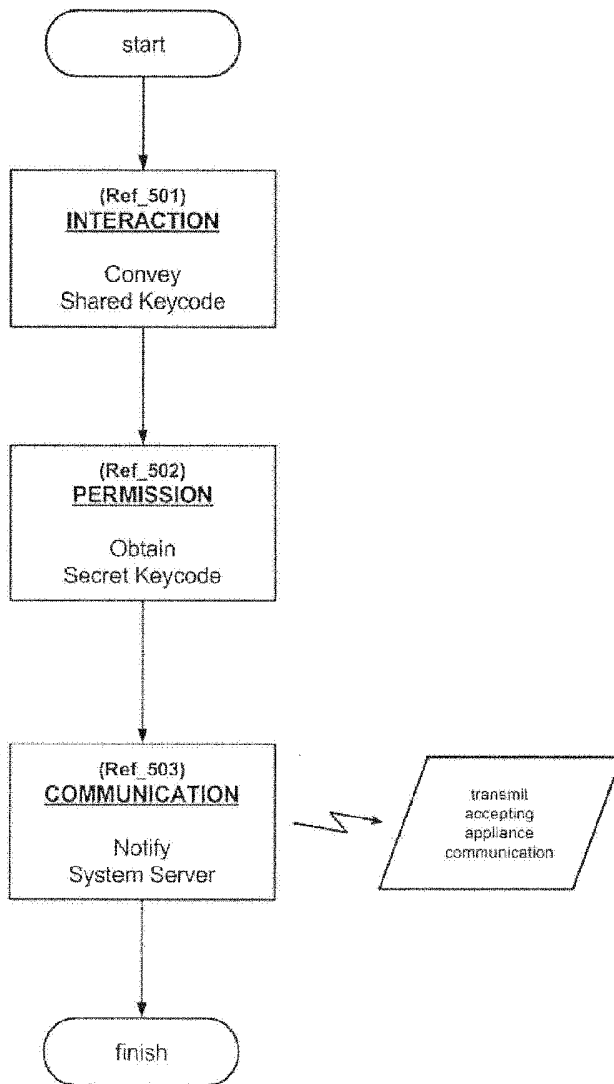 start
(Ref_501)
INTERACTION
Convey
Shared Keycode
(Ref_502)
PERMISSION
Obtain
Secret Keycode
(Ref_503)
COMMUNICATION
Notify
System Server
transmit
accepting
appliance
communication
finish